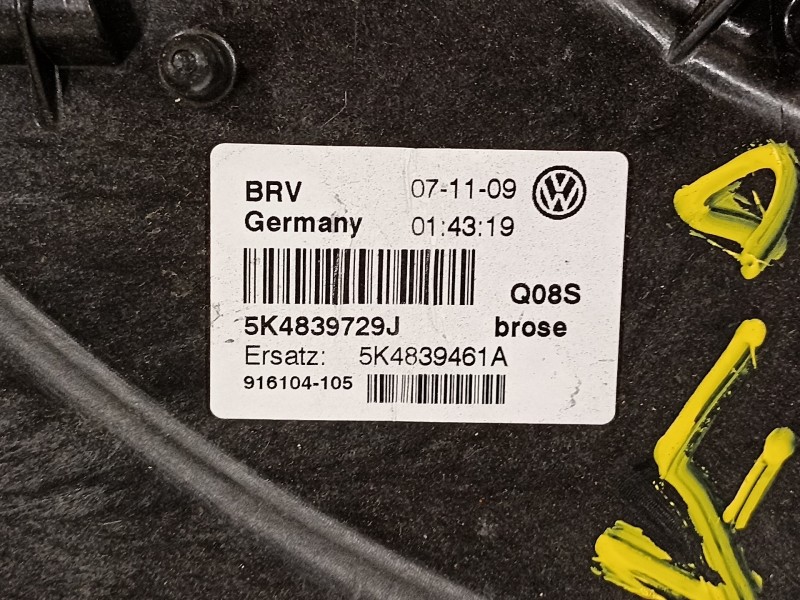 BRV 07-11-09
Germany 01:43:19
Q08S
5K4839729J brose
Ersatz: 5K4839461A
916104-105